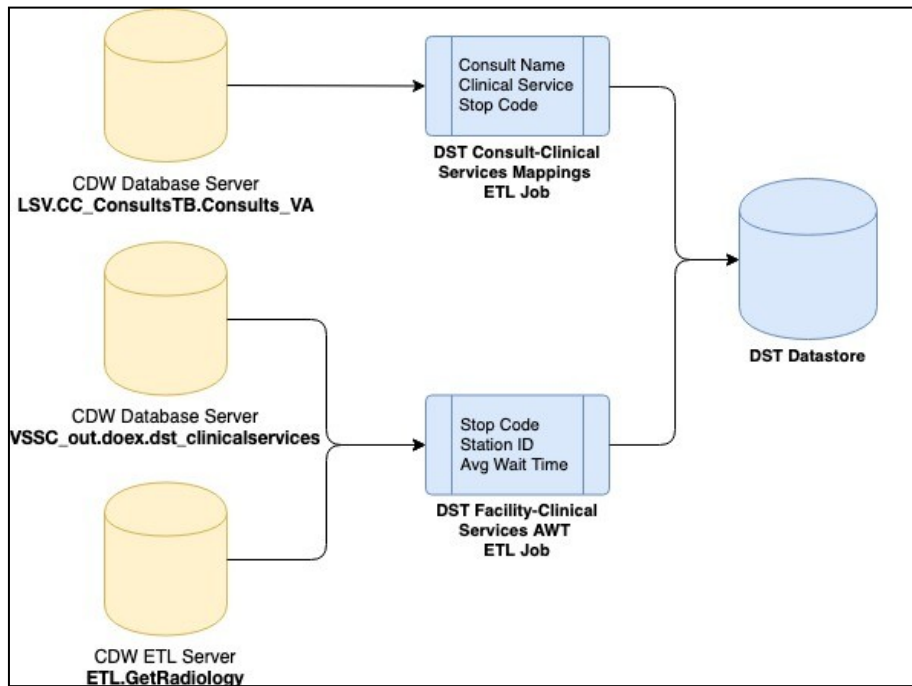 Consult Name
Clinical Service
Stop Code
DST Consult-Clinical
Services Mappings
ETL Job
CDW Database Server
LSV.CC_ConsultsTB.Consults_VA
DST Datastore
CDW Database Server
VSSC_out.doex.dst_clinicalservices
Stop Code
Station ID
Avg Wait Time
DST Facility-Clinical
Services AWT
ETL Job
CDW ETL Server
ETL.GetRadiology